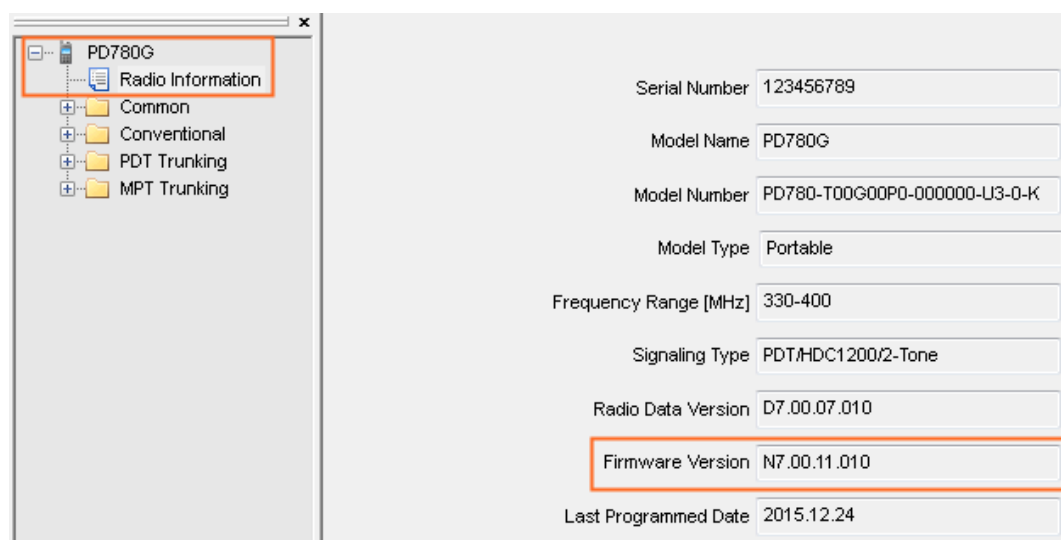 x
PD780G
Radio Information
Common
Conventional
PDT Trunking
MPT Trunking
Serial Number 123456789
Model Name PD780G
Model Number PD780-T00G00P0-000000-U3-0-K
Model Type Portable
Frequency Range [MHz] 330-400
Signaling Type PDT/HDC1200/2-Tone
Radio Data Version D7.00.07.010
Firmware Version N7.00.11.010
Last Programmed Date 2015.12.24